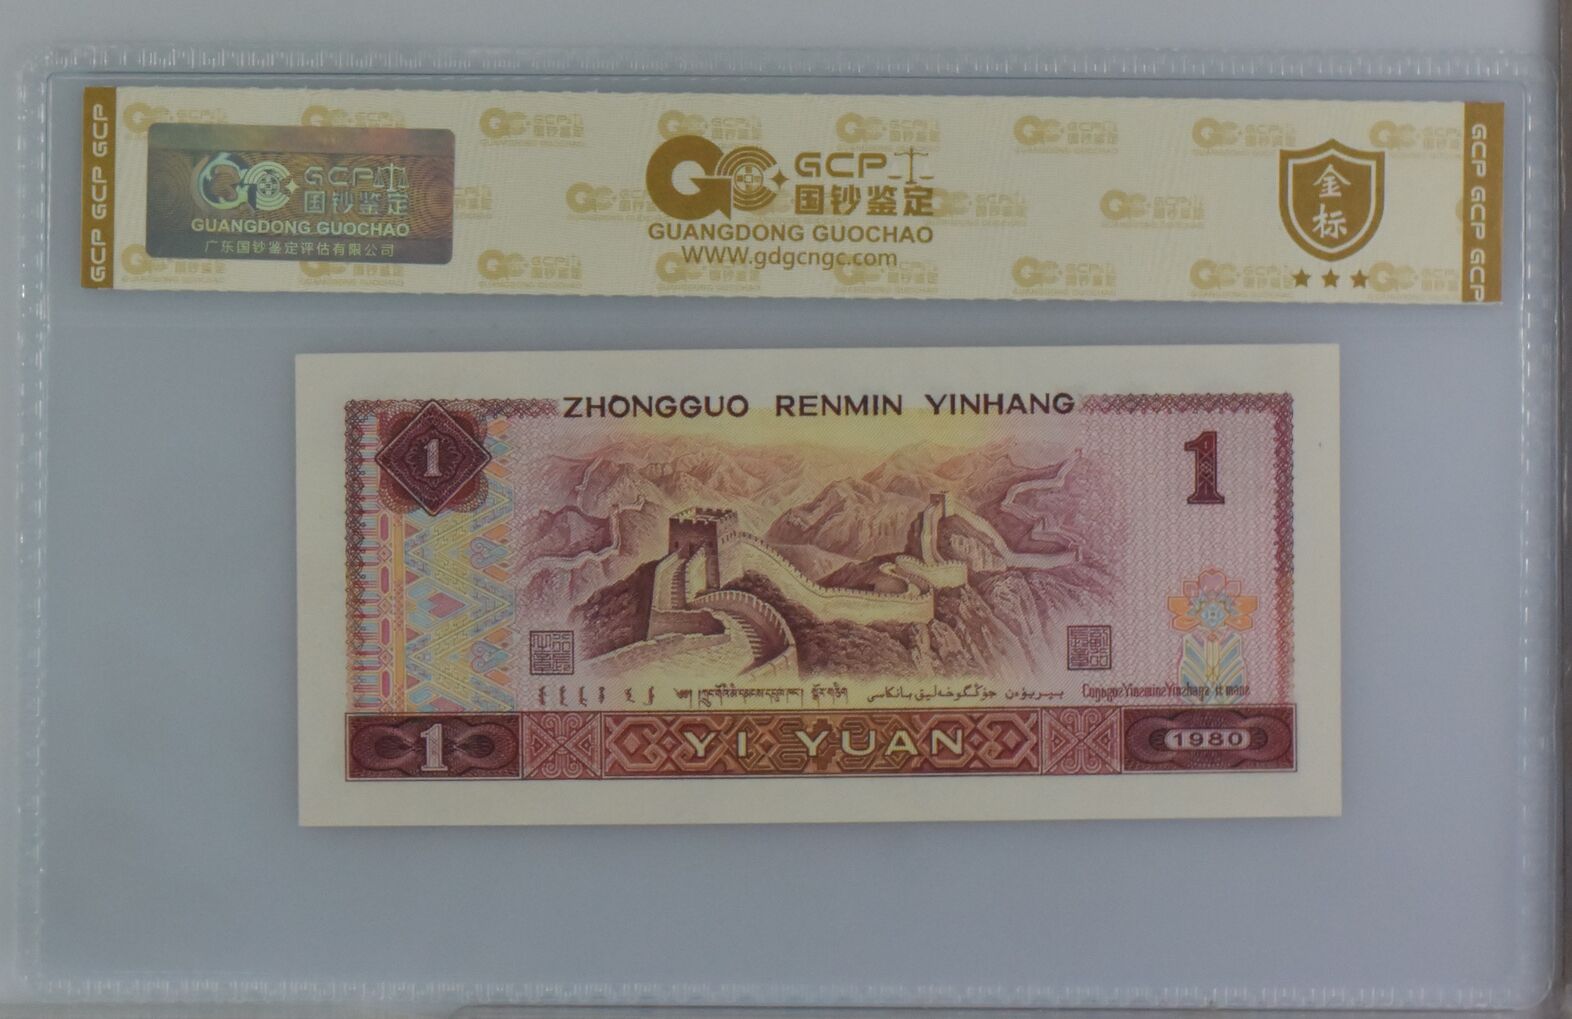 GCP GCP GCP
GCP
国钞鉴定
GUANGDONG GUOCHAO
广东国钞鉴定评估有限公司
GCP
国钞鉴定
GUANGDONG GUOCHAO
www.gdgcngc.com
金标
GCP GCP GCP
ZHONGGUO RENMIN YINHANG
1
1
1
YI YUAN
1980